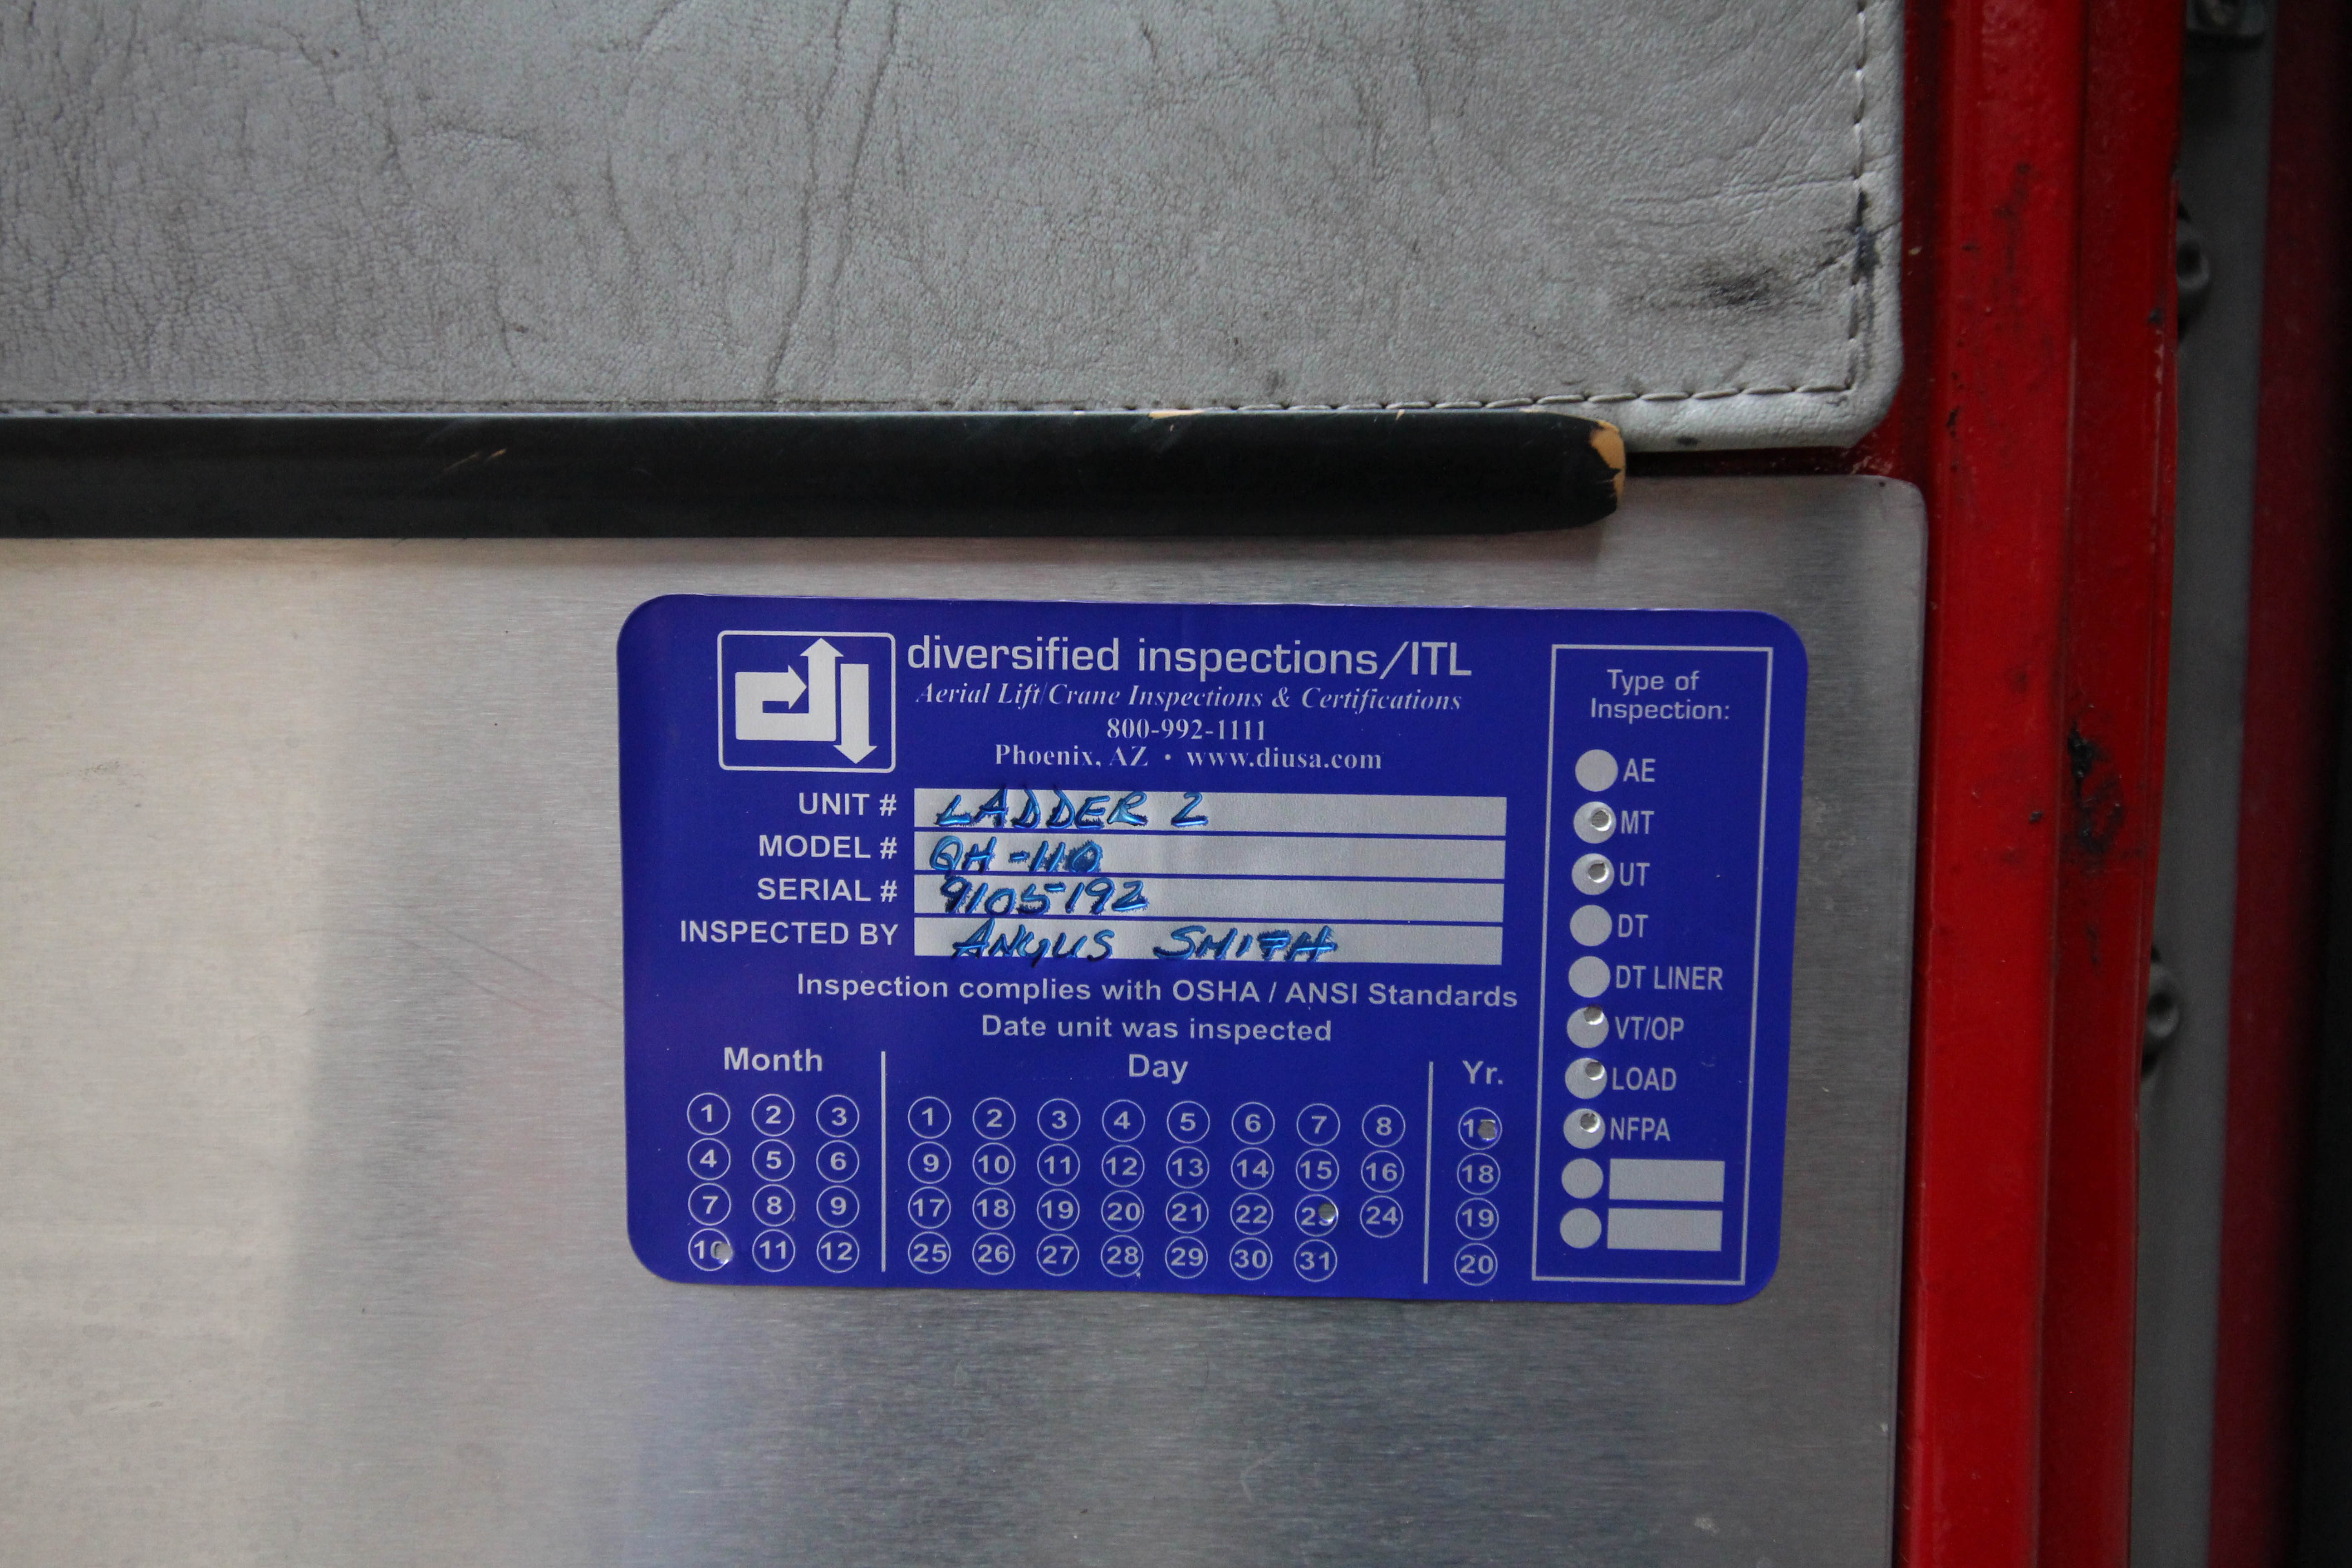 diversified inspections/ITL
Aerial Lift/Crane Inspections & Certifications
800-992-1111
Phoenix, AZ • www.diusa.com
UNIT # LADDER 2
MODEL # QH-110
SERIAL # 9105192
INSPECTED BY ANGUS SMITH
Inspection complies with OSHA / ANSI Standards
Date unit was inspected
Month
1 2 3
4 5 6
7 8 9
10 11 12
Day
1 2 3 4 5 6 7 8
9 10 11 12 13 14 15 16
17 18 19 20 21 22 23 24
25 26 27 28 29 30 31
Yr.
18
19
20
Type of
Inspection:
AE
MT
UT
DT
DT LINER
VT/OP
LOAD
NFPA